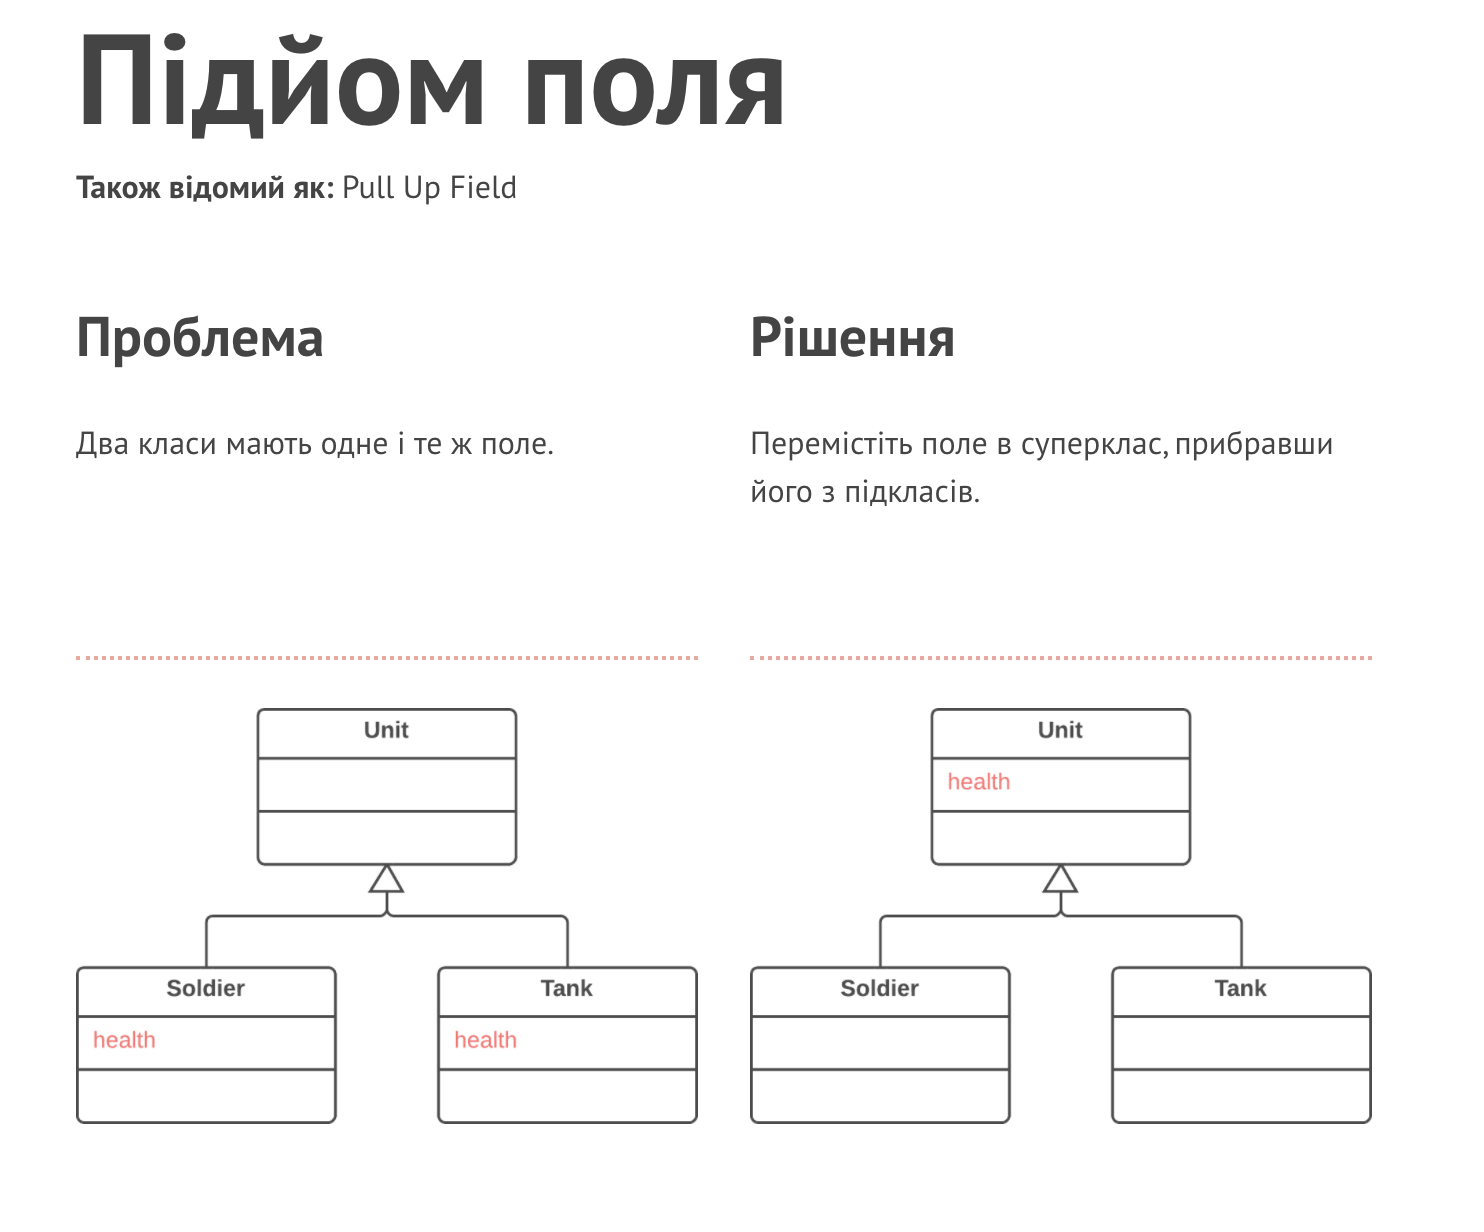 Підйом поля
Також відомий як: Pull Up Field
Проблема
Два класи мають одне і те ж поле.
Рішення
Перемістіть поле в суперклас, прибравши
його з підкласів.
Unit
Soldier
health
Tank
health
Unit
health
Soldier
Tank